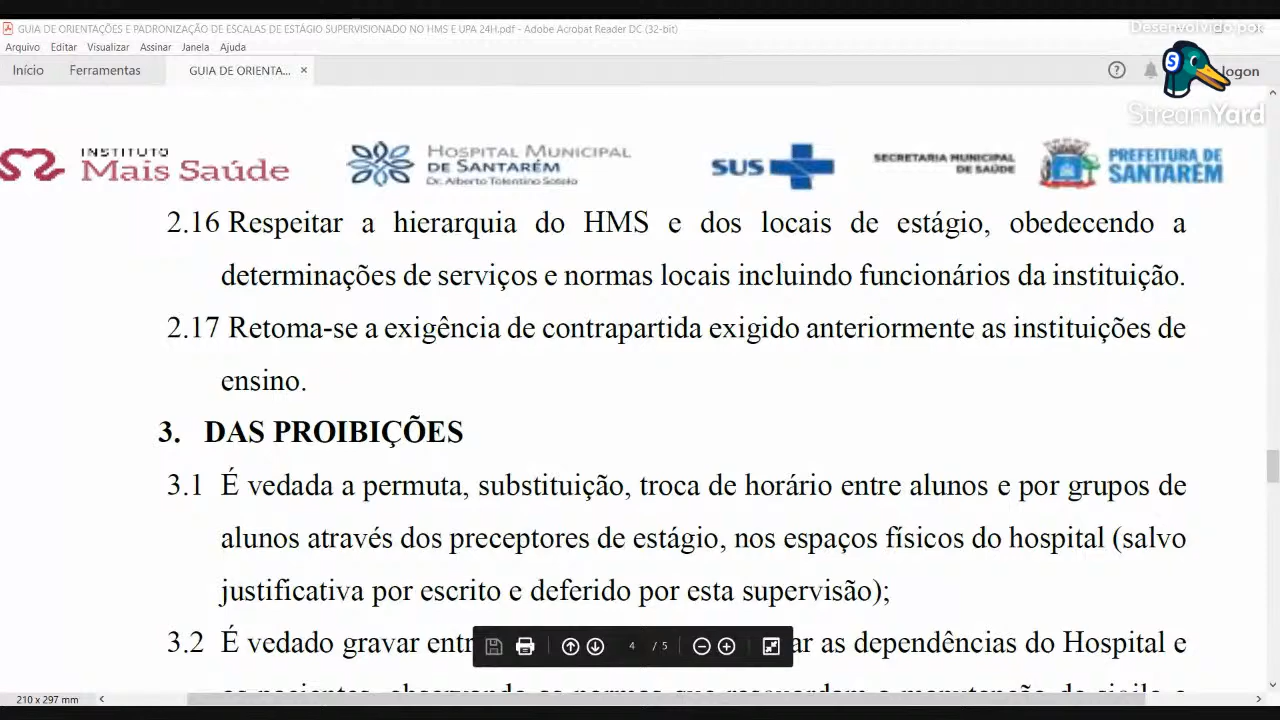 GUIA DE ORIENTAÇÕES E PADRONIZAÇÃO DE ESCALAS DE ESTÁGIO SUPERVISIONADO NO HMS E UPA 24H.pdf - Adobe Acrobat Reader DC (32-bit)
Desenvolvido por
Arquivo Editar Visualizar Assinar Janela Ajuda
Início Ferramentas GUIA DE ORIENTA... × ? logon
S
StreamYard
INSTITUTO
Mais Saúde
HOSPITAL MUNICIPAL
DE SANTARÉM
Dr. Alberto Tolentino Sotelo
SUS
SECRETARIA MUNICIPAL
DE SAÚDE
PREFEITURA DE
SANTARÉM
2.16 Respeitar a hierarquia do HMS e dos locais de estágio, obedecendo a
determinações de serviços e normas locais incluindo funcionários da instituição.
2.17 Retoma-se a exigência de contrapartida exigido anteriormente as instituições de
ensino.
3. DAS PROIBIÇÕES
3.1 É vedada a permuta, substituição, troca de horário entre alunos e por grupos de
alunos através dos preceptores de estágio, nos espaços físicos do hospital (salvo
justificativa por escrito e deferido por esta supervisão);
3.2 É vedado gravar entr ar as dependências do Hospital e
4 / 5
210 x 297 mm